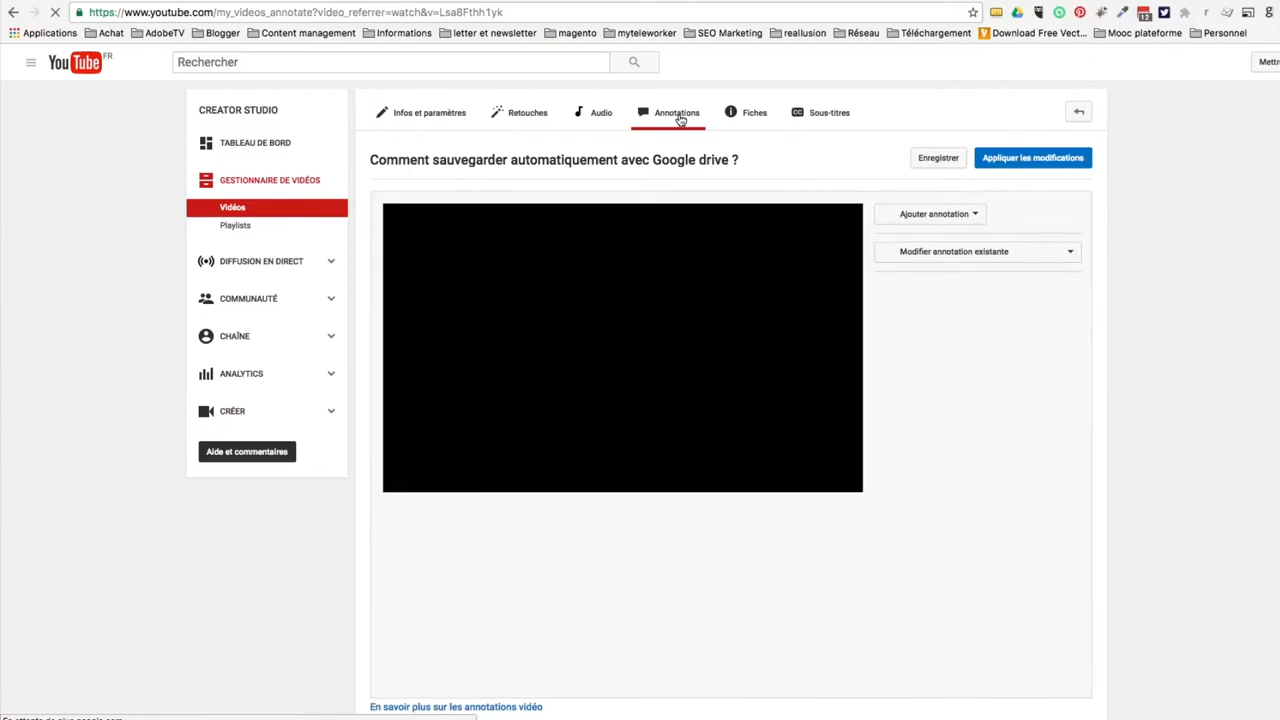 https://www.youtube.com/my_videos_annotate?video_referrer=watch&v=Lsa8Fthh1yk
12
Applications Achat AdobeTV Blogger Content management Informations letter et newsletter magento myteleworker SEO Marketing reallusion Réseau Téléchargement Download Free Vect... Mooc plateforme Personnel
YouTube FR
Rechercher
Mettre
CREATOR STUDIO
TABLEAU DE BORD
GESTIONNAIRE DE VIDÉOS
Vidéos
Playlists
DIFFUSION EN DIRECT
COMMUNAUTÉ
CHAÎNE
ANALYTICS
CRÉER
Aide et commentaires
Infos et paramètres Retouches Audio Annotations Fiches CC Sous-titres
Comment sauvegarder automatiquement avec Google drive ?
Enregistrer Appliquer les modifications
Ajouter annotation
Modifier annotation existante
En savoir plus sur les annotations vidéo